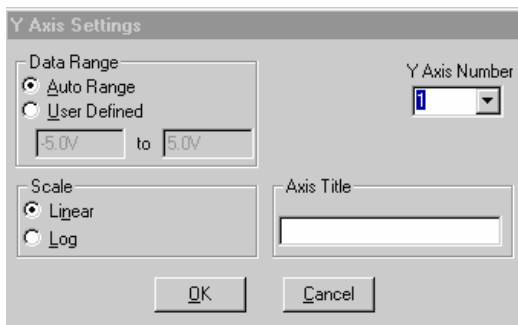 Y Axis Settings
Data Range
Auto Range
User Defined
-5.0V to 5.0V
Y Axis Number
1
Scale
Linear
Log
Axis Title
OK
Cancel